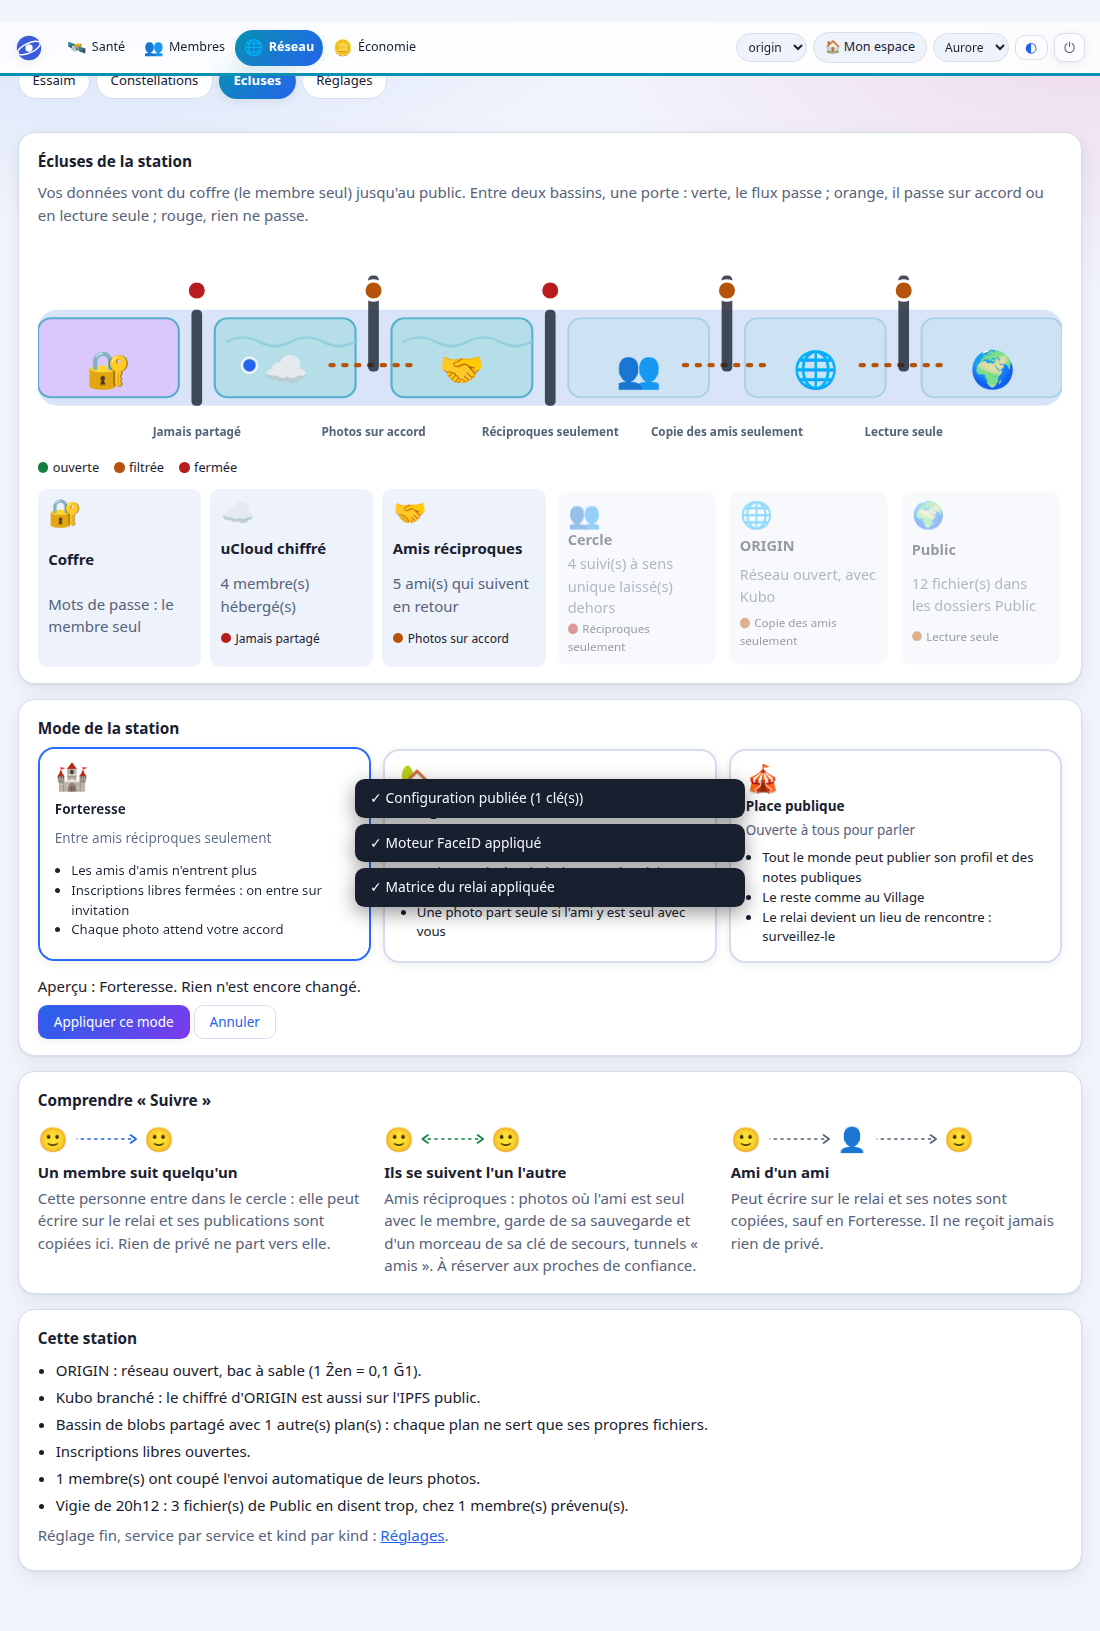 Santé
Membres
Réseau
Économie
origin
Mon espace
Aurore
Essaim
Constellations
Écluses
Réglages
Écluses de la station
Vos données vont du coffre (le membre seul) jusqu'au public. Entre deux bassins, une porte : verte, le flux passe ; orange, il passe sur accord ou
en lecture seule ; rouge, rien ne passe.
Jamais partagé
Photos sur accord
Réciproques seulement
Copie des amis seulement
Lecture seule
ouverte
filtrée
fermée
Coffre
Mots de passe : le
membre seul
uCloud chiffré
4 membre(s)
hébergé(s)
Jamais partagé
Amis réciproques
5 ami(s) qui suivent
en retour
Photos sur accord
Cercle
4 suivi(s) à sens
unique laissé(s)
dehors
Réciproques
seulement
ORIGIN
Réseau ouvert, avec
Kubo
Copie des amis
seulement
Public
12 fichier(s) dans
les dossiers Public
Lecture seule
Mode de la station
Forteresse
Entre amis réciproques seulement
Les amis d'amis n'entrent plus
Inscriptions libres fermées : on entre sur
invitation
Chaque photo attend votre accord
✓ Configuration publiée (1 clé(s))
✓ Moteur FaceID appliqué
✓ Matrice du relai appliquée
Une photo part seule si l'ami y est seul avec
vous
Place publique
Ouverte à tous pour parler
Tout le monde peut publier son profil et des
notes publiques
Le reste comme au Village
Le relai devient un lieu de rencontre :
surveillez-le
Aperçu : Forteresse. Rien n'est encore changé.
Appliquer ce mode
Annuler
Comprendre « Suivre »
Un membre suit quelqu'un
Cette personne entre dans le cercle : elle peut
écrire sur le relai et ses publications sont
copiées ici. Rien de privé ne part vers elle.
Ils se suivent l'un l'autre
Amis réciproques : photos où l'ami est seul
avec le membre, garde de sa sauvegarde et
d'un morceau de sa clé de secours, tunnels «
amis ». À réserver aux proches de confiance.
Ami d'un ami
Peut écrire sur le relai et ses notes sont
copiées, sauf en Forteresse. Il ne reçoit jamais
rien de privé.
Cette station
ORIGIN : réseau ouvert, bac à sable (1 Ẑen = 0,1 Ğ1).
Kubo branché : le chiffré d'ORIGIN est aussi sur l'IPFS public.
Bassin de blobs partagé avec 1 autre(s) plan(s) : chaque plan ne sert que ses propres fichiers.
Inscriptions libres ouvertes.
1 membre(s) ont coupé l'envoi automatique de leurs photos.
Vigie de 20h12 : 3 fichier(s) de Public en disent trop, chez 1 membre(s) prévenu(s).
Réglage fin, service par service et kind par kind : Réglages.